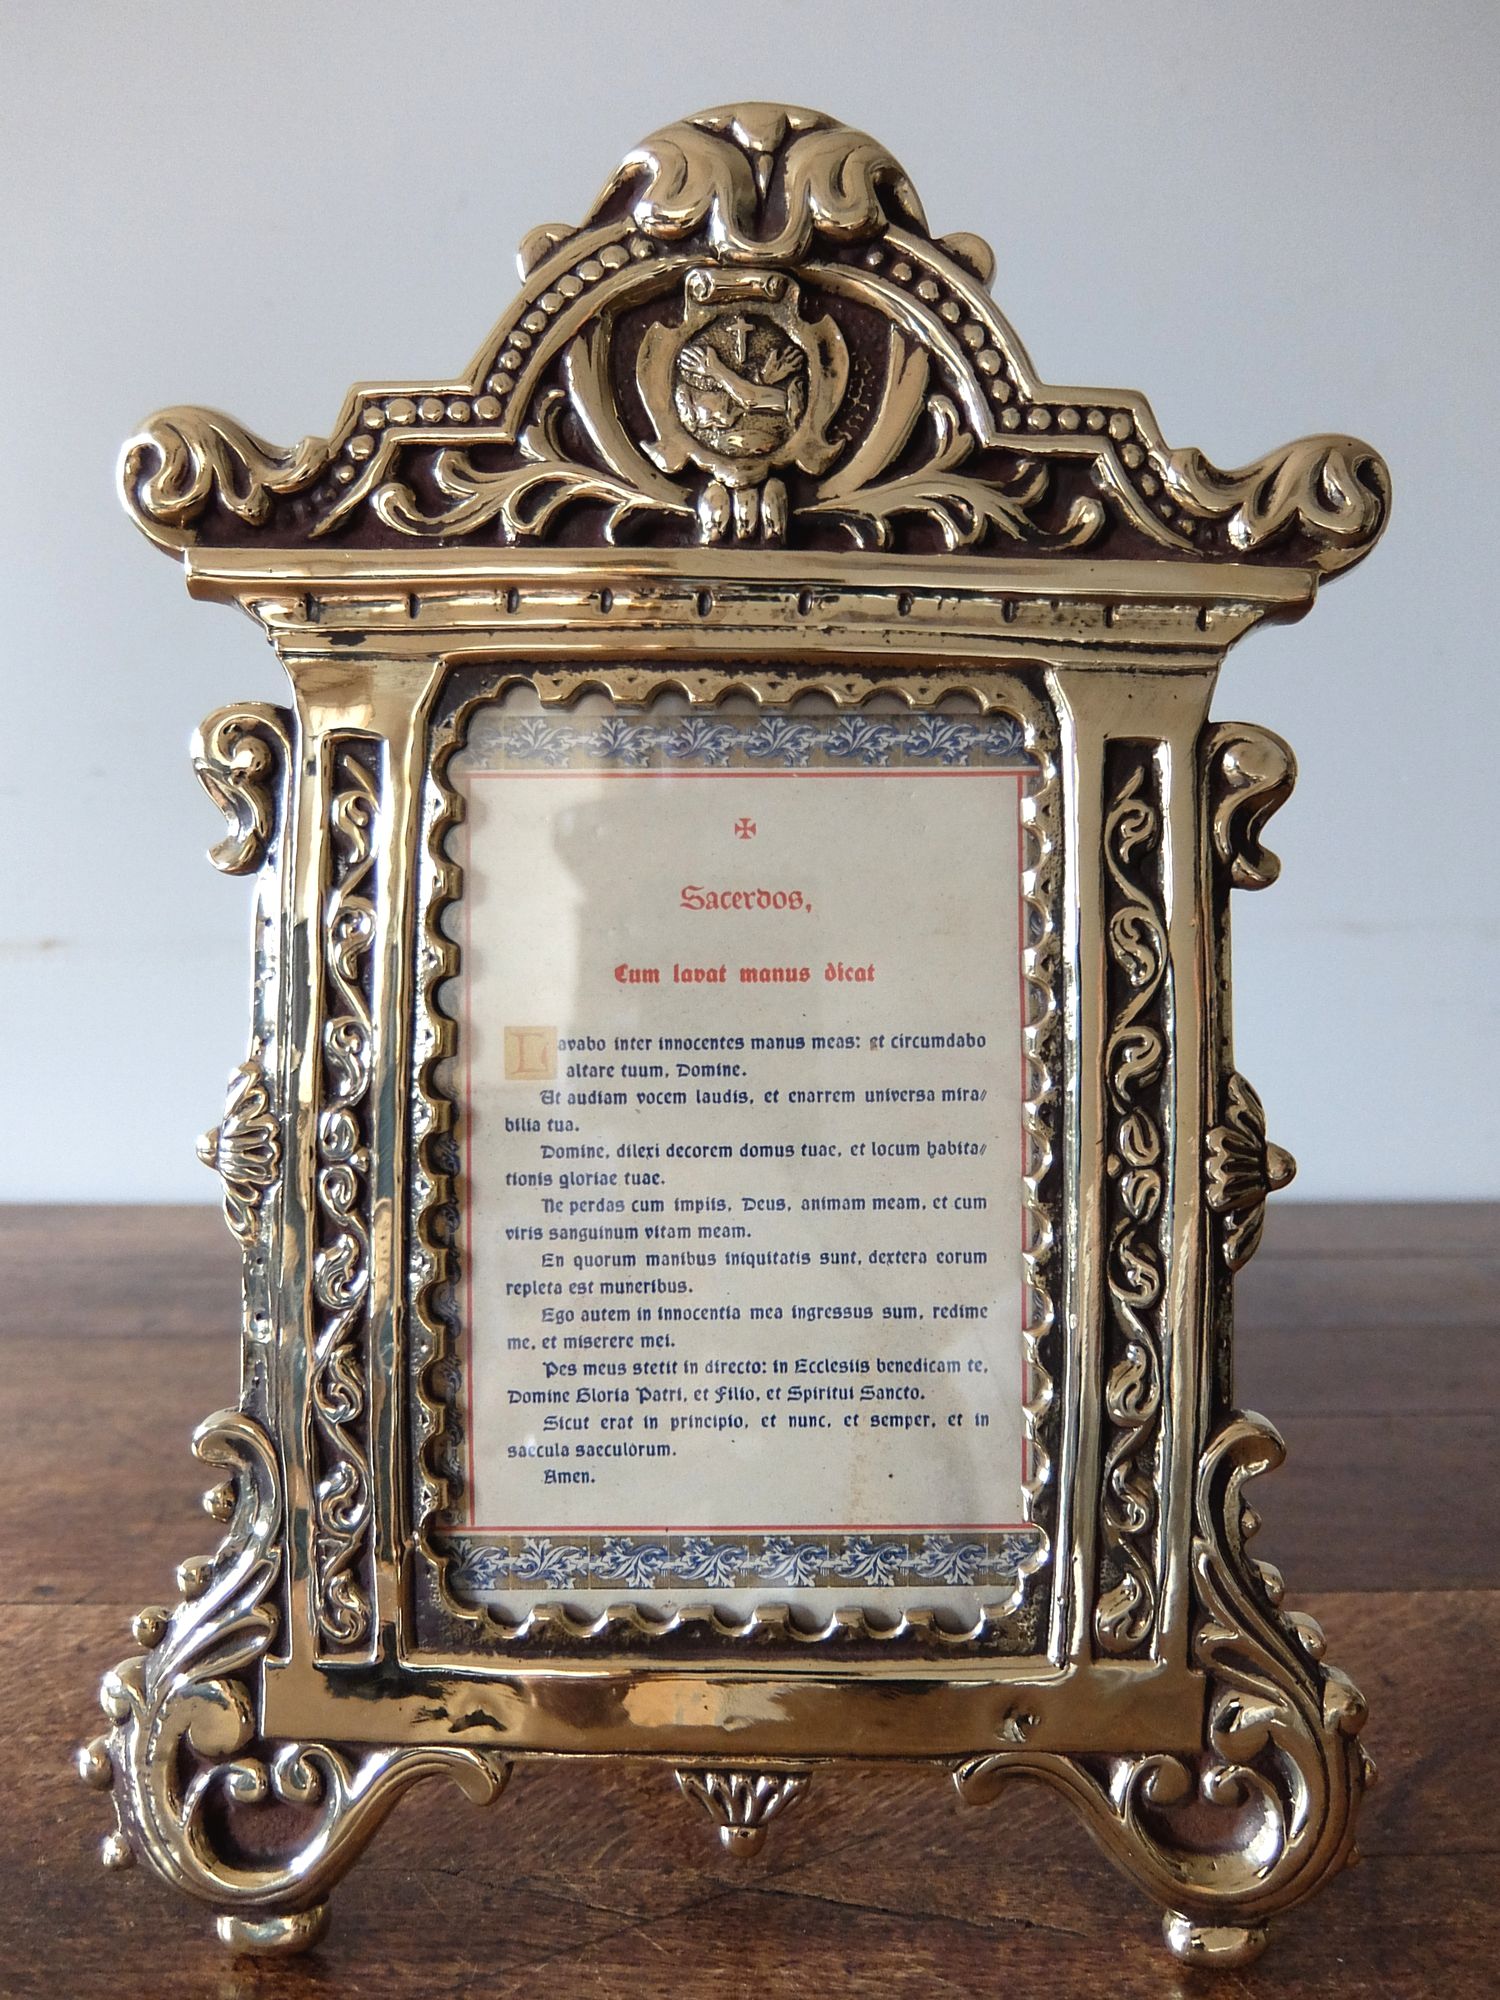 ✠
Sacerdos,
Cum lavat manus dicat
Lavabo inter innocentes manus meas: et circumdabo
altare tuum, Domine.
Ut audiam vocem laudis, et enarrem universa mira⸗
bilia tua.
Domine, dilexi decorem domus tuae, et locum habita⸗
tionis gloriae tuae.
Ne perdas cum impiis, Deus, animam meam, et cum
viris sanguinum vitam meam.
En quorum manibus iniquitatis sunt, dextera eorum
repleta est muneribus.
Ego autem in innocentia mea ingressus sum, redime
me, et miserere mei.
Pes meus stetit in directo: in Ecclesiis benedicam te,
Domine Gloria Patri, et Filio, et Spiritui Sancto.
Sicut erat in principio, et nunc, et semper, et in
saecula saeculorum.
Amen.